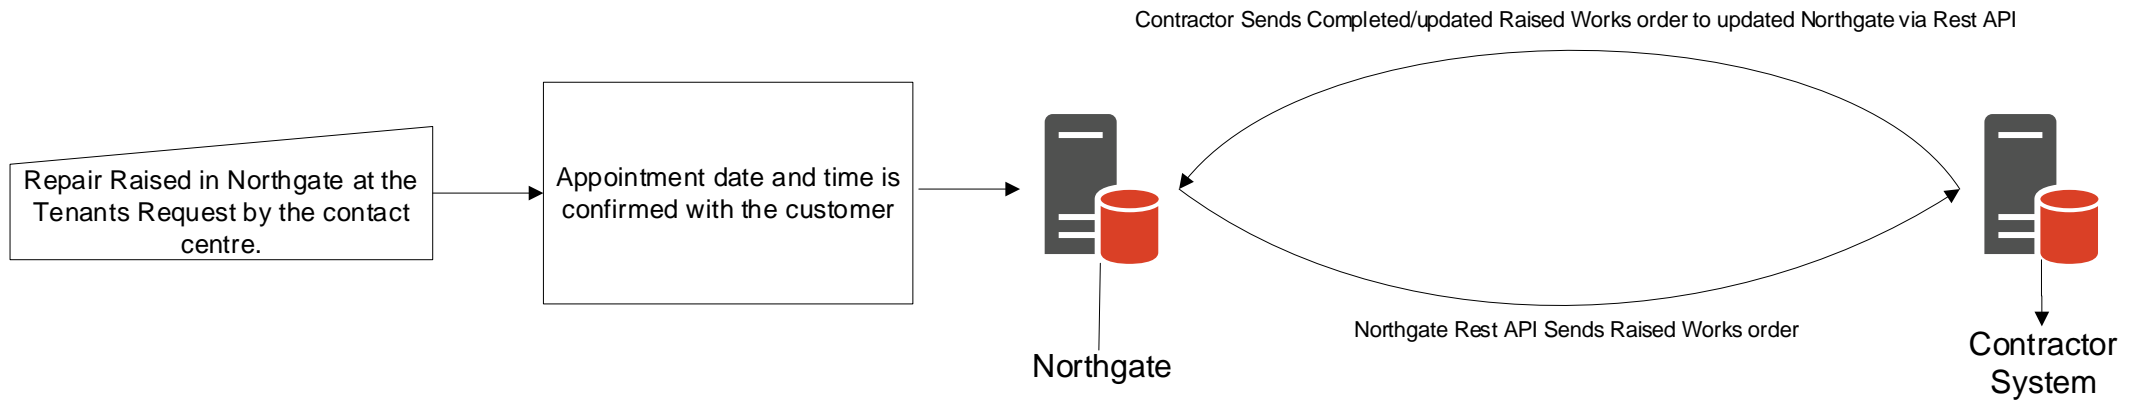 Contractor Sends Completed/updated Raised Works order to updated Northgate via Rest API
Repair Raised in Northgate at the
Tenants Request by the contact
centre.
Appointment date and time is
confirmed with the customer
Northgate Rest API Sends Raised Works order
Northgate
Contractor
System